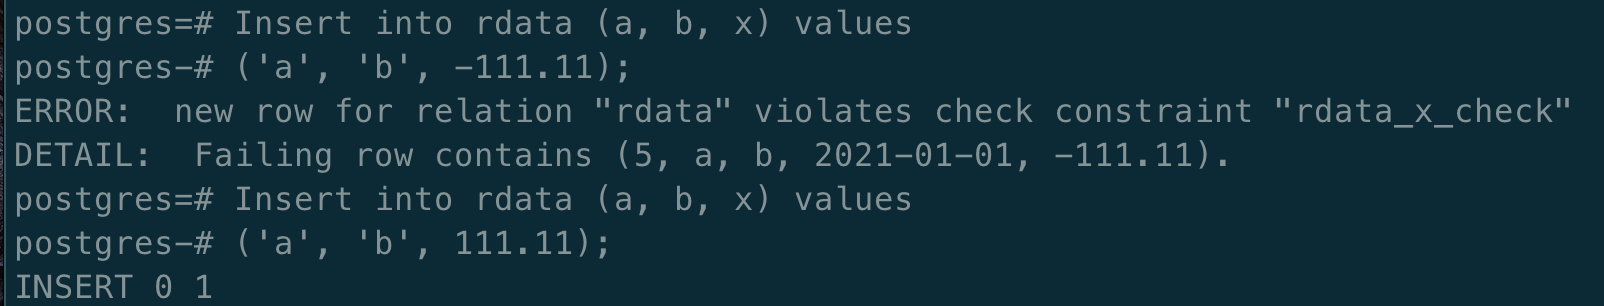 postgres=# Insert into rdata (a, b, x) values
postgres-# ('a', 'b', -111.11);
ERROR:  new row for relation "rdata" violates check constraint "rdata_x_check"
DETAIL:  Failing row contains (5, a, b, 2021-01-01, -111.11).
postgres=# Insert into rdata (a, b, x) values
postgres-# ('a', 'b', 111.11);
INSERT 0 1